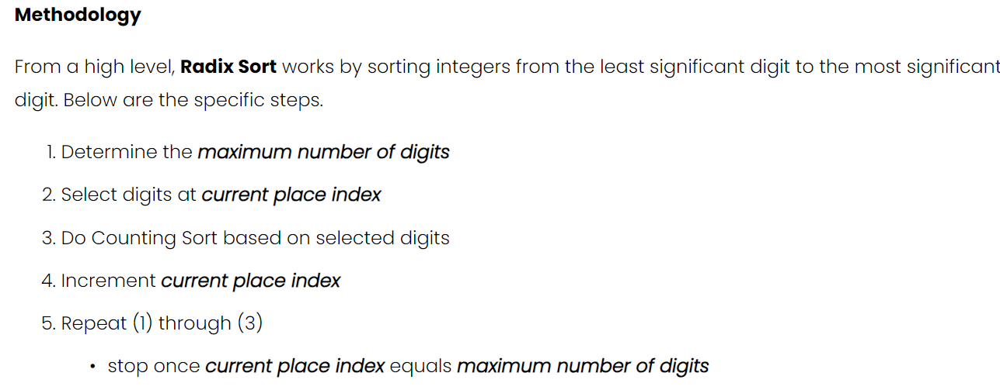 Methodology
From a high level, Radix Sort works by sorting integers from the least significant digit to the most significant
digit. Below are the specific steps.
1. Determine the maximum number of digits
2. Select digits at current place index
3. Do Counting Sort based on selected digits
4. Increment current place index
5. Repeat (1) through (3)
• stop once current place index equals maximum number of digits